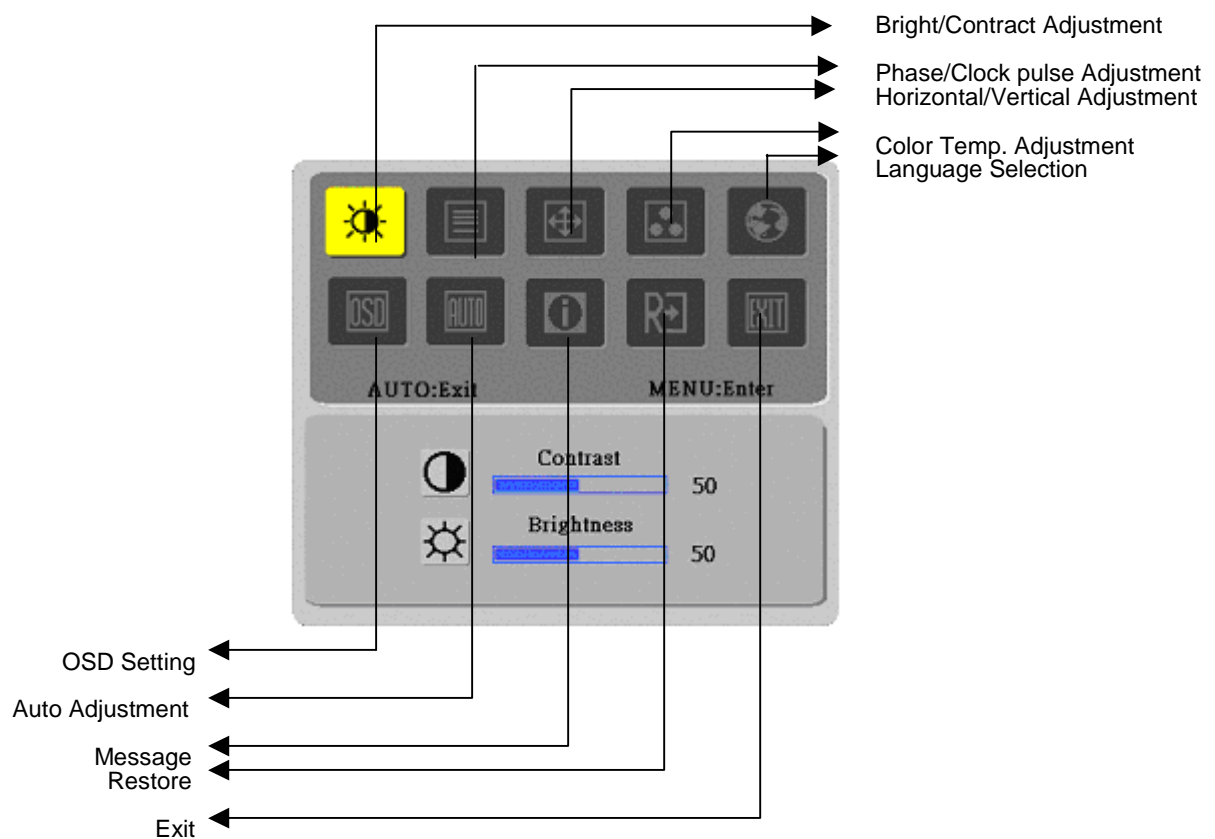 Bright/Contract Adjustment
Phase/Clock pulse Adjustment
Horizontal/Vertical Adjustment
Color Temp. Adjustment
Language Selection
OSD
AUTO
i
R
EXIT
AUTO:Exit
MENU:Enter
Contrast
50
Brightness
50
OSD Setting
Auto Adjustment
Message
Restore
Exit